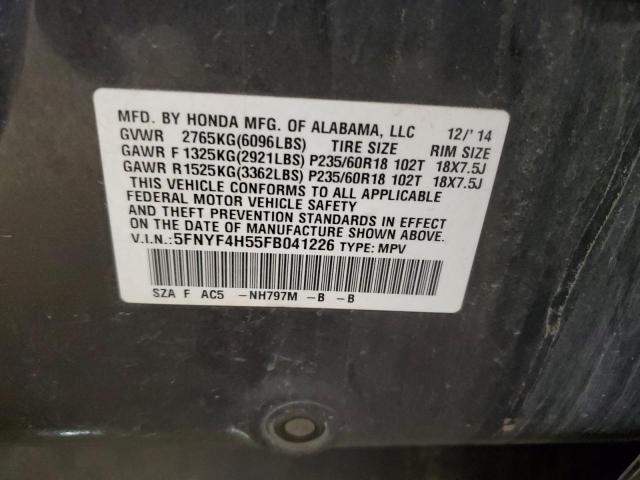 MFD. BY HONDA MFG. OF ALABAMA, LLC 12/'14
GVWR 2765KG(6096LBS) TIRE SIZE RIM SIZE
GAWR F 1325KG(2921LBS) P235/60R18 102T 18X7.5J
GAWR R1525KG(3362LBS) P235/60R18 102T 18X7.5J
THIS VEHICLE CONFORMS TO ALL APPLICABLE
FEDERAL MOTOR VEHICLE SAFETY
AND THEFT PREVENTION STANDARDS IN EFFECT
ON THE DATE OF MANUFACTURE SHOWN ABOVE.
V.I.N.:5FNYF4H55FB041226 TYPE: MPV
SZA F AC5 -NH797M -B -B